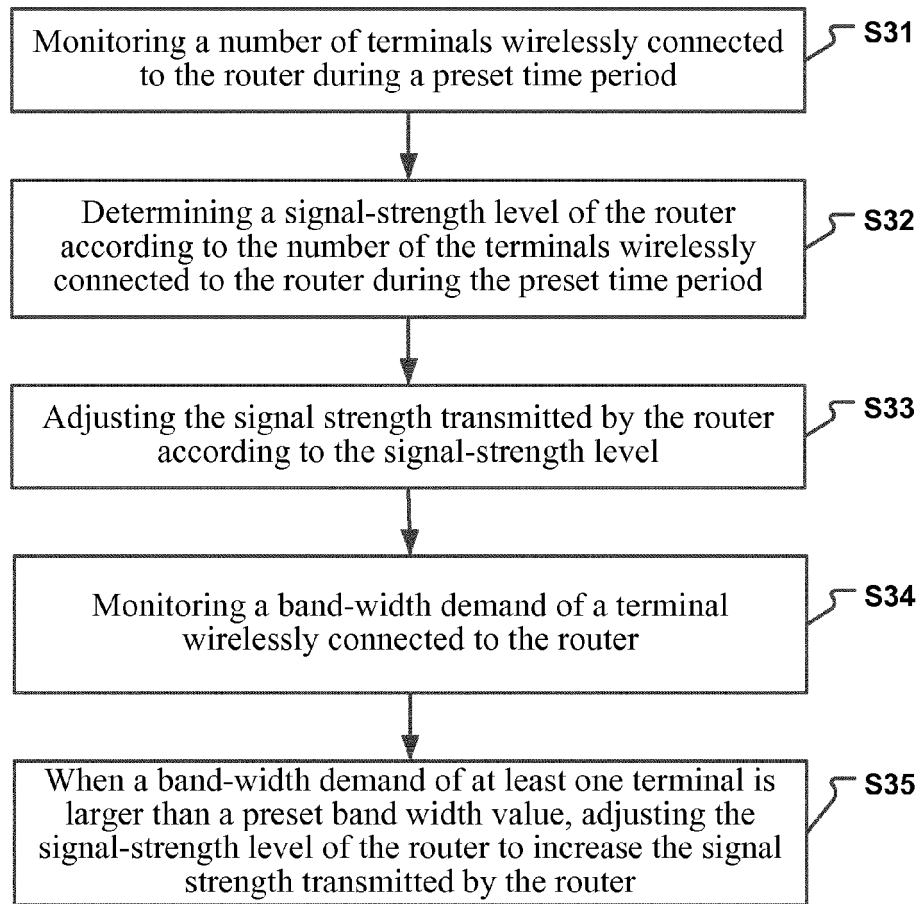 Monitoring a number of terminals wirelessly connected
to the router during a preset time period
S31
Determining a signal-strength level of the router
according to the number of the terminals wirelessly
connected to the router during the preset time period
S32
Adjusting the signal strength transmitted by the router
according to the signal-strength level
S33
Monitoring a band-width demand of a terminal
wirelessly connected to the router
S34
When a band-width demand of at least one terminal is
larger than a preset band width value, adjusting the
signal-strength level of the router to increase the signal
strength transmitted by the router
S35